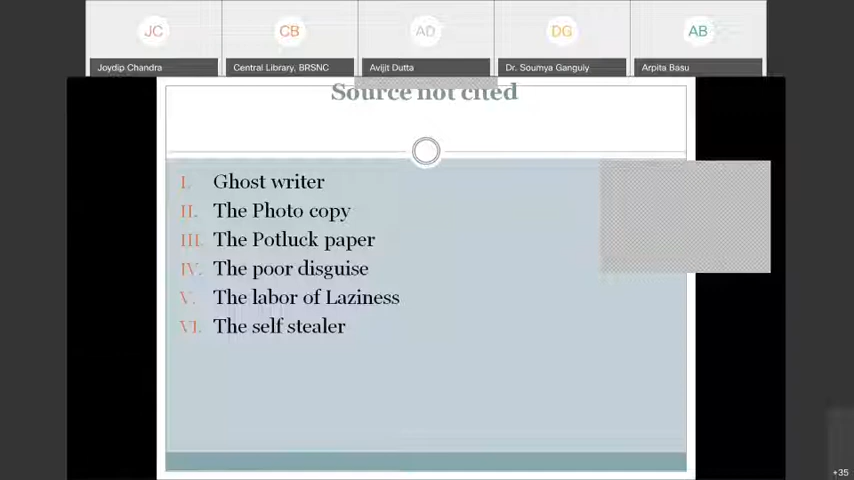 JC
CB
AD
DG
AB
Joydip Chandra
Central Library, BRSNC
Avijit Dutta
Dr. Soumya Ganguly
Arpita Basu
Source not cited
I. Ghost writer
II. The Photo copy
III. The Potluck paper
IV. The poor disguise
V. The labor of Laziness
VI. The self stealer
+35